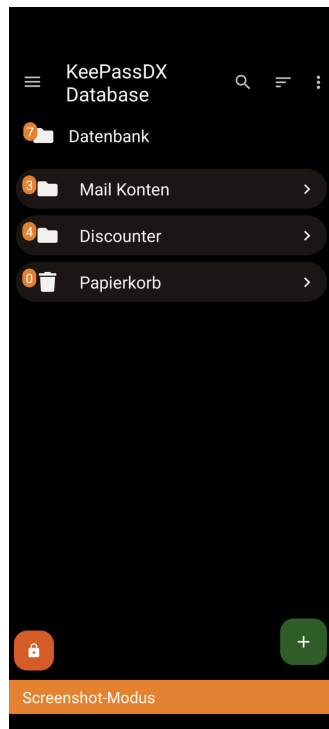 KeePassDX
Database
7
Datenbank
3
Mail Konten
4
Discounter
0
Papierkorb
Screenshot-Modus